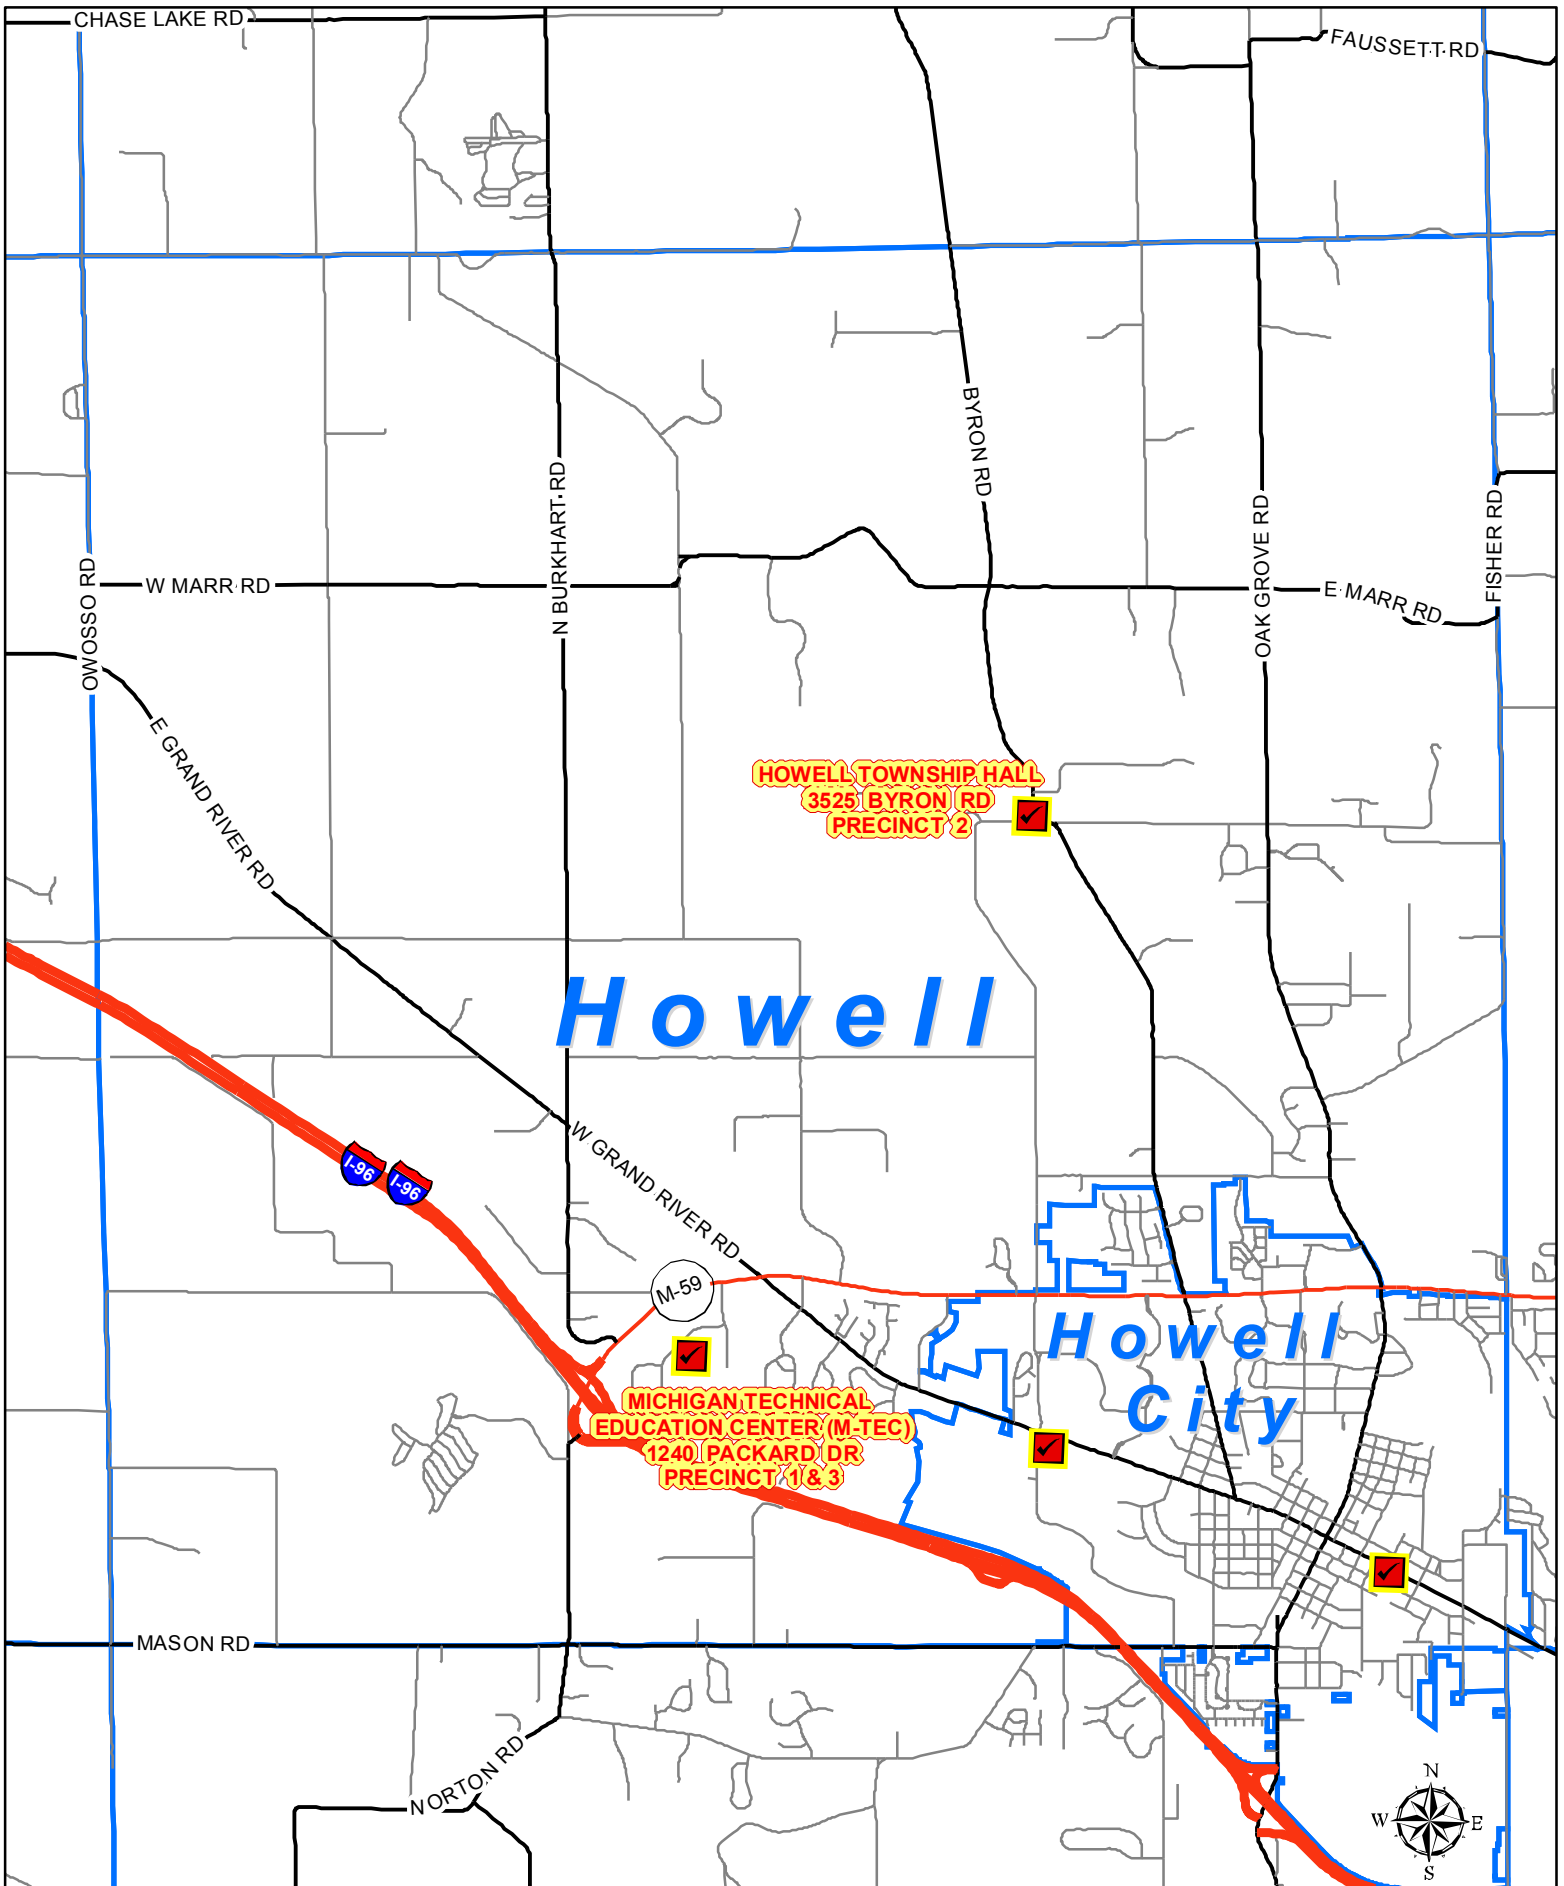 CHASE LAKE RD
FAUSSETT RD
BYRON RD
N BURKHART RD
OAK GROVE RD
FISHER RD
OWOSSO RD
W MARR RD
E MARR RD
E GRAND RIVER RD
HOWELL TOWNSHIP HALL
3525 BYRON RD
PRECINCT 2
Howell
W GRAND RIVER RD
I-96
I-96
M-59
Howell
City
MICHIGAN TECHNICAL
EDUCATION CENTER (M-TEC)
1240 PACKARD DR
PRECINCT 1 & 3
MASON RD
NORTON RD
N
W
E
S